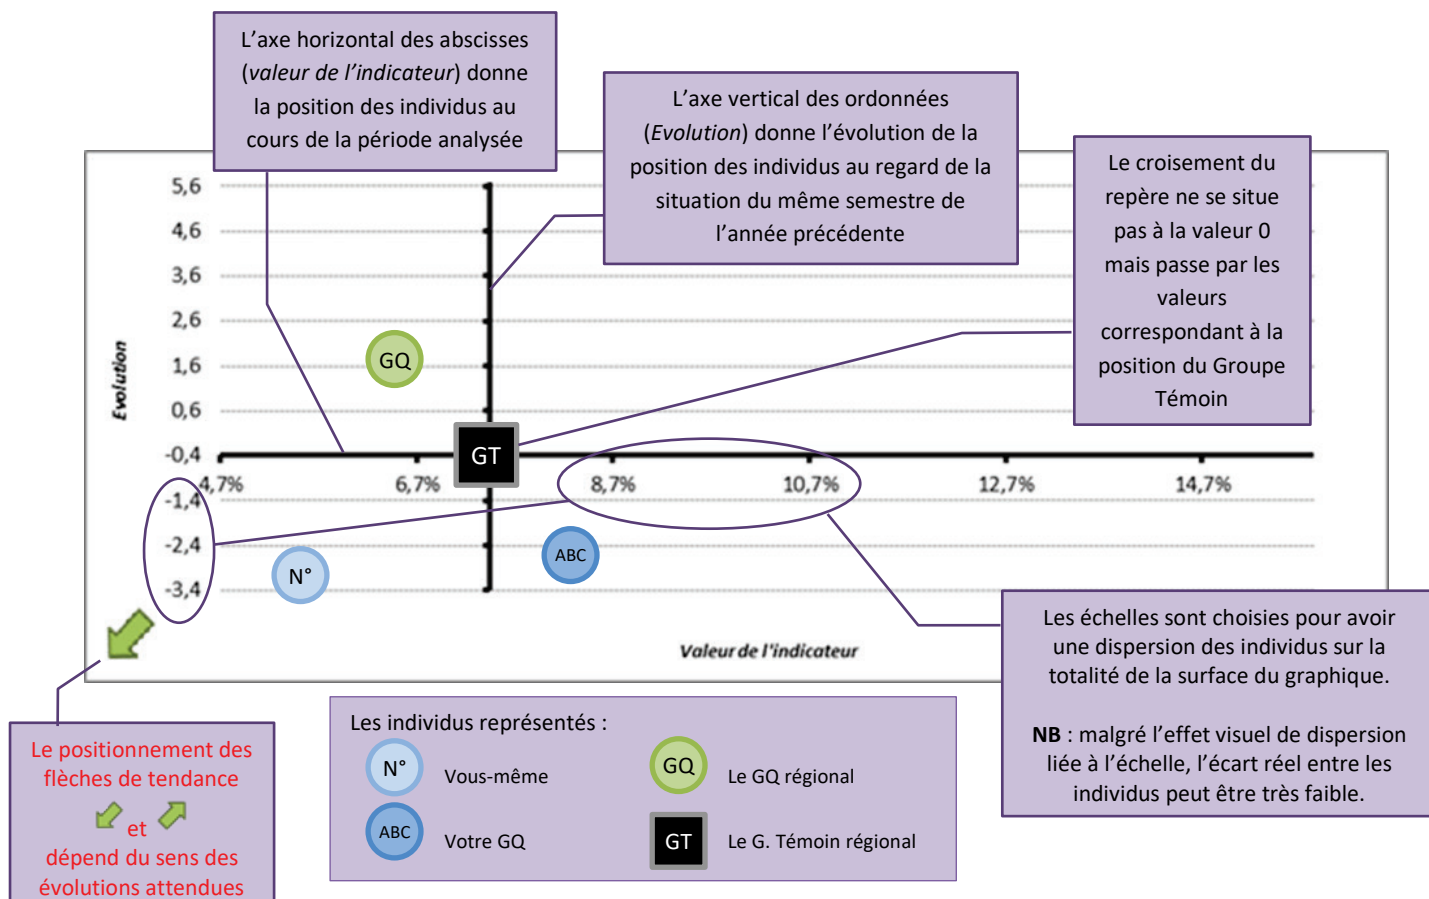 L'axe horizontal des abscisses
(valeur de l'indicateur) donne
la position des individus au
cours de la période analysée
L'axe vertical des ordonnées
(Evolution) donne l'évolution de la
position des individus au regard de la
situation du même semestre de
l'année précédente
Le croisement du
repère ne se situe
pas à la valeur 0
mais passe par les
valeurs
correspondant à la
position du Groupe
Témoin
Evolution
5,6
4,6
3,6
2,6
1,6
0,6
-0,4
-1,4
-2,4
-3,4
4,7%
6,7%
8,7%
10,7%
12,7%
14,7%
GQ
GT
N°
ABC
Valeur de l'indicateur
Les échelles sont choisies pour avoir
une dispersion des individus sur la
totalité de la surface du graphique.
NB : malgré l'effet visuel de dispersion
liée à l'échelle, l'écart réel entre les
individus peut être très faible.
Le positionnement des
flèches de tendance
et
dépend du sens des
évolutions attendues
Les individus représentés :
N° Vous-même
GQ Le GQ régional
ABC Votre GQ
GT Le G. Témoin régional